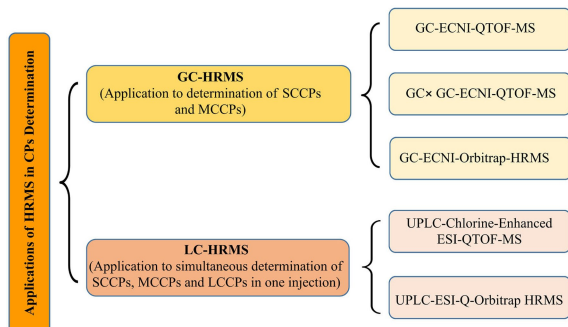 Applications of HRMS in CPs Determination
GC-HRMS
(Application to determination of SCCPs
and MCCPs)
GC-ECNI-QTOF-MS
GC× GC-ECNI-QTOF-MS
GC-ECNI-Orbitrap-HRMS
LC-HRMS
(Application to simultaneous determination of
SCCPs, MCCPs and LCCPs in one injection)
UPLC-Chlorine-Enhanced
ESI-QTOF-MS
UPLC-ESI-Q-Orbitrap HRMS